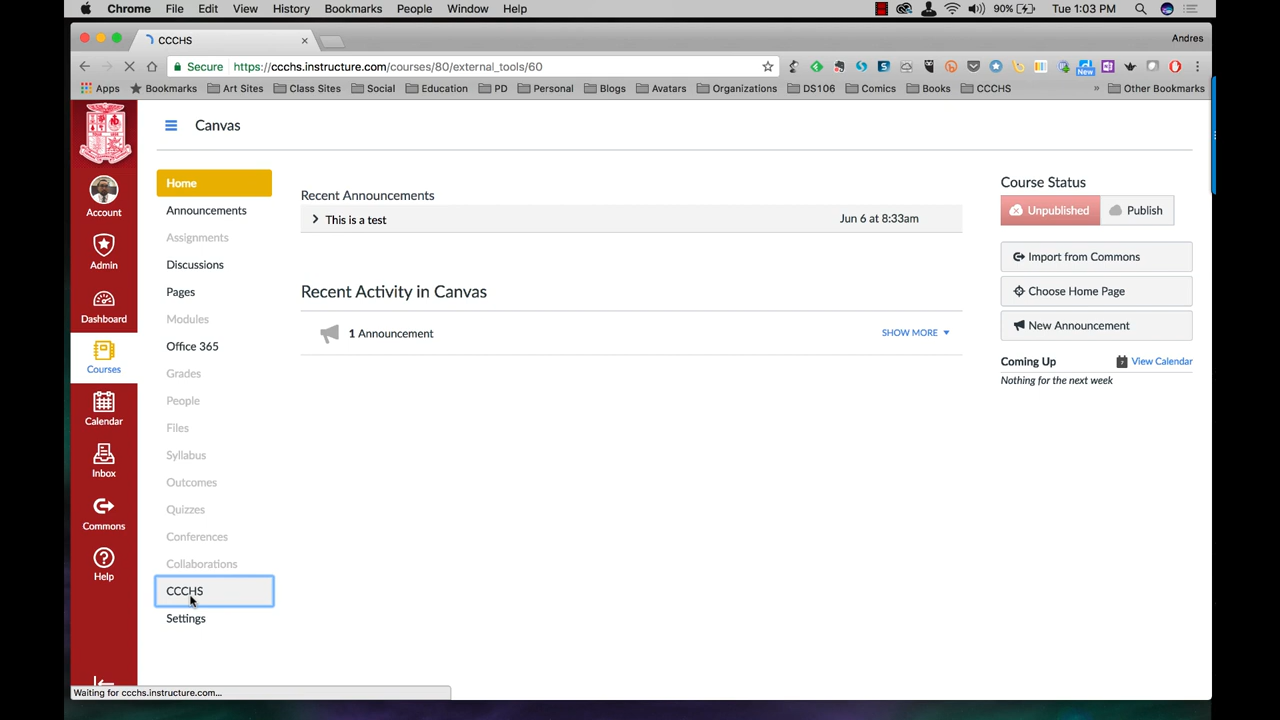 Chrome File Edit View History Bookmarks People Window Help 90% Tue 1:03 PM
CCCHS Andres
Secure https://ccchs.instructure.com/courses/80/external_tools/60
New
Apps Bookmarks Art Sites Class Sites Social Education PD Personal Blogs Avatars Organizations DS106 Comics Books CCCHS » Other Bookmarks
Canvas
Account
Admin
Dashboard
Courses
Calendar
Inbox
Commons
Help
Home
Announcements
Assignments
Discussions
Pages
Modules
Office 365
Grades
People
Files
Syllabus
Outcomes
Quizzes
Conferences
Collaborations
CCCHS
Settings
Recent Announcements
This is a test Jun 6 at 8:33am
Recent Activity in Canvas
1 Announcement SHOW MORE
Course Status
Unpublished Publish
Import from Commons
Choose Home Page
New Announcement
Coming Up View Calendar
Nothing for the next week
Waiting for ccchs.instructure.com...